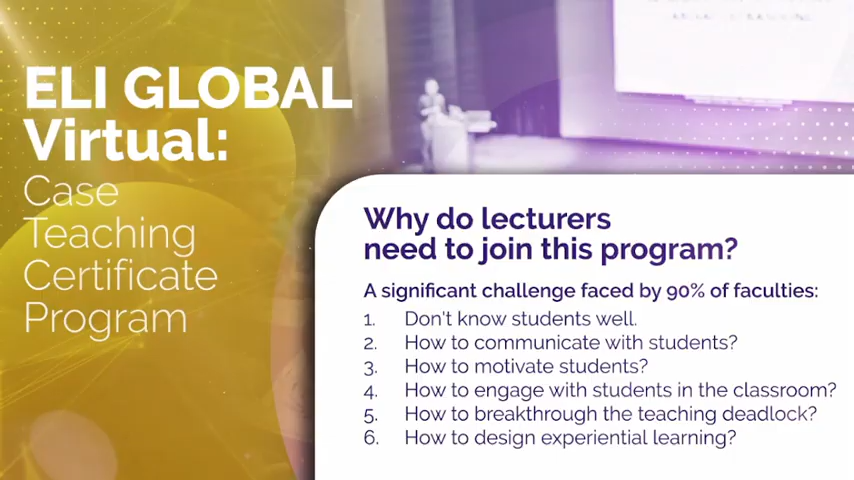 ELI GLOBAL
Virtual:
Case
Teaching
Certificate
Program
Why do lecturers
need to join this program?
A significant challenge faced by 90% of faculties:
1. Don't know students well.
2. How to communicate with students?
3. How to motivate students?
4. How to engage with students in the classroom?
5. How to breakthrough the teaching deadlock?
6. How to design experiential learning?